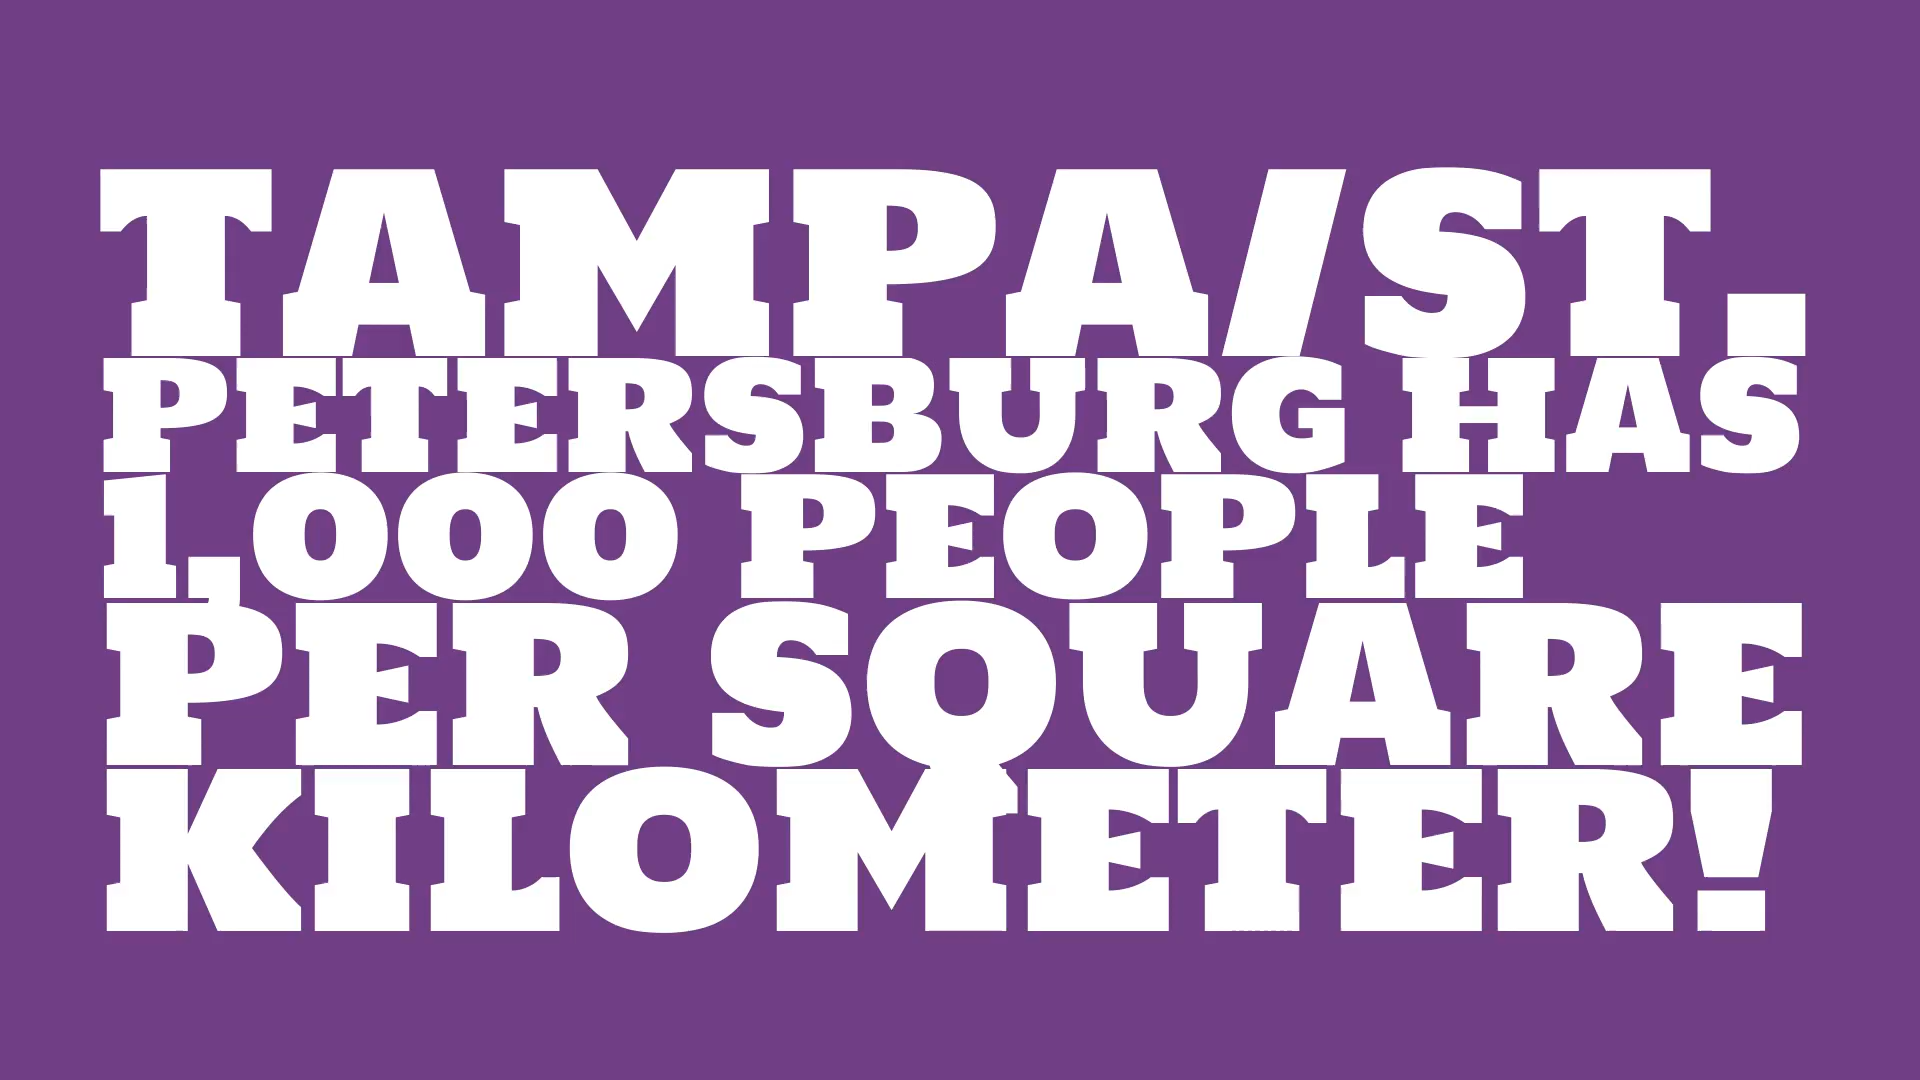 TAMPA/ST.
PETERSBURG HAS
1,000 PEOPLE
PER SQUARE
KILOMETER!